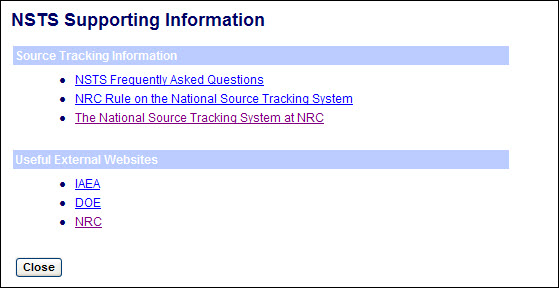 NSTS Supporting Information
Source Tracking Information
NSTS Frequently Asked Questions
NRC Rule on the National Source Tracking System
The National Source Tracking System at NRC
Useful External Websites
IAEA
DOE
NRC
Close